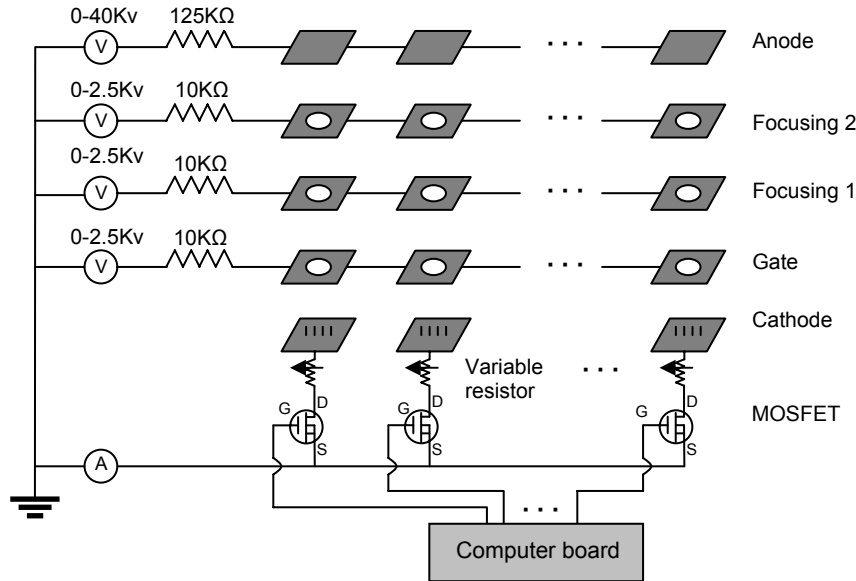 0-40Kv 125KΩ
V
Anode
. . .
0-2.5Kv 10KΩ
V
Focusing 2
. . .
0-2.5Kv 10KΩ
V
Focusing 1
. . .
0-2.5Kv 10KΩ
V
Gate
. . .
Cathode
Variable
resistor
. . .
D D D
G G G
MOSFET
S S S
A
. . .
Computer board